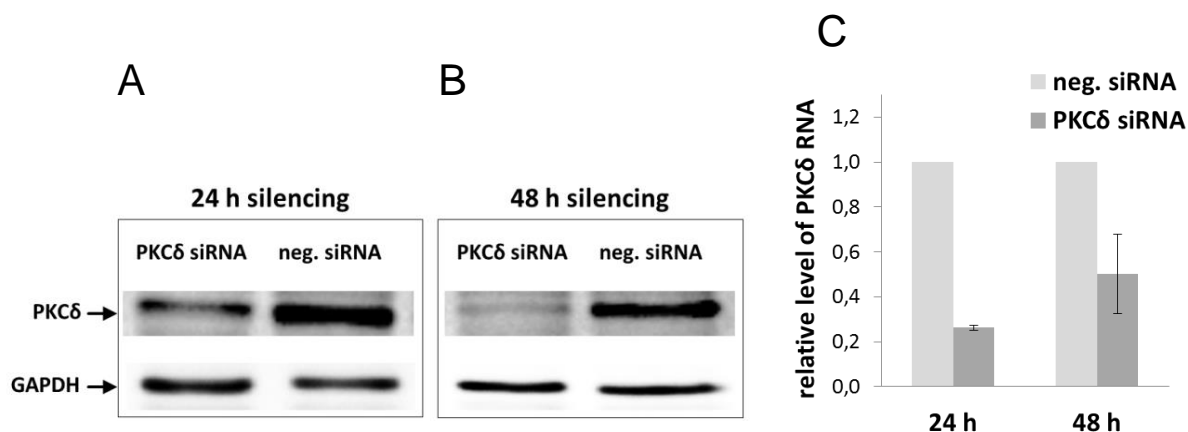 A
B
C
24 h silencing
48 h silencing
PKCδ siRNA neg. siRNA
PKCδ siRNA neg. siRNA
PKCδ
GAPDH
neg. siRNA
PKCδ siRNA
relative level of PKCδ RNA
1,2
1,0
0,8
0,6
0,4
0,2
0,0
24 h 48 h